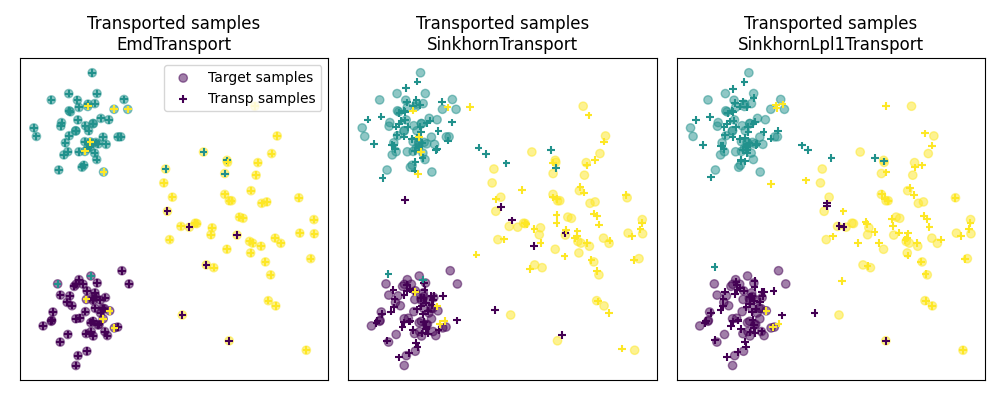 Transported samples
EmdTransport
Target samples
Transp samples
Transported samples
SinkhornTransport
Transported samples
SinkhornLpl1Transport